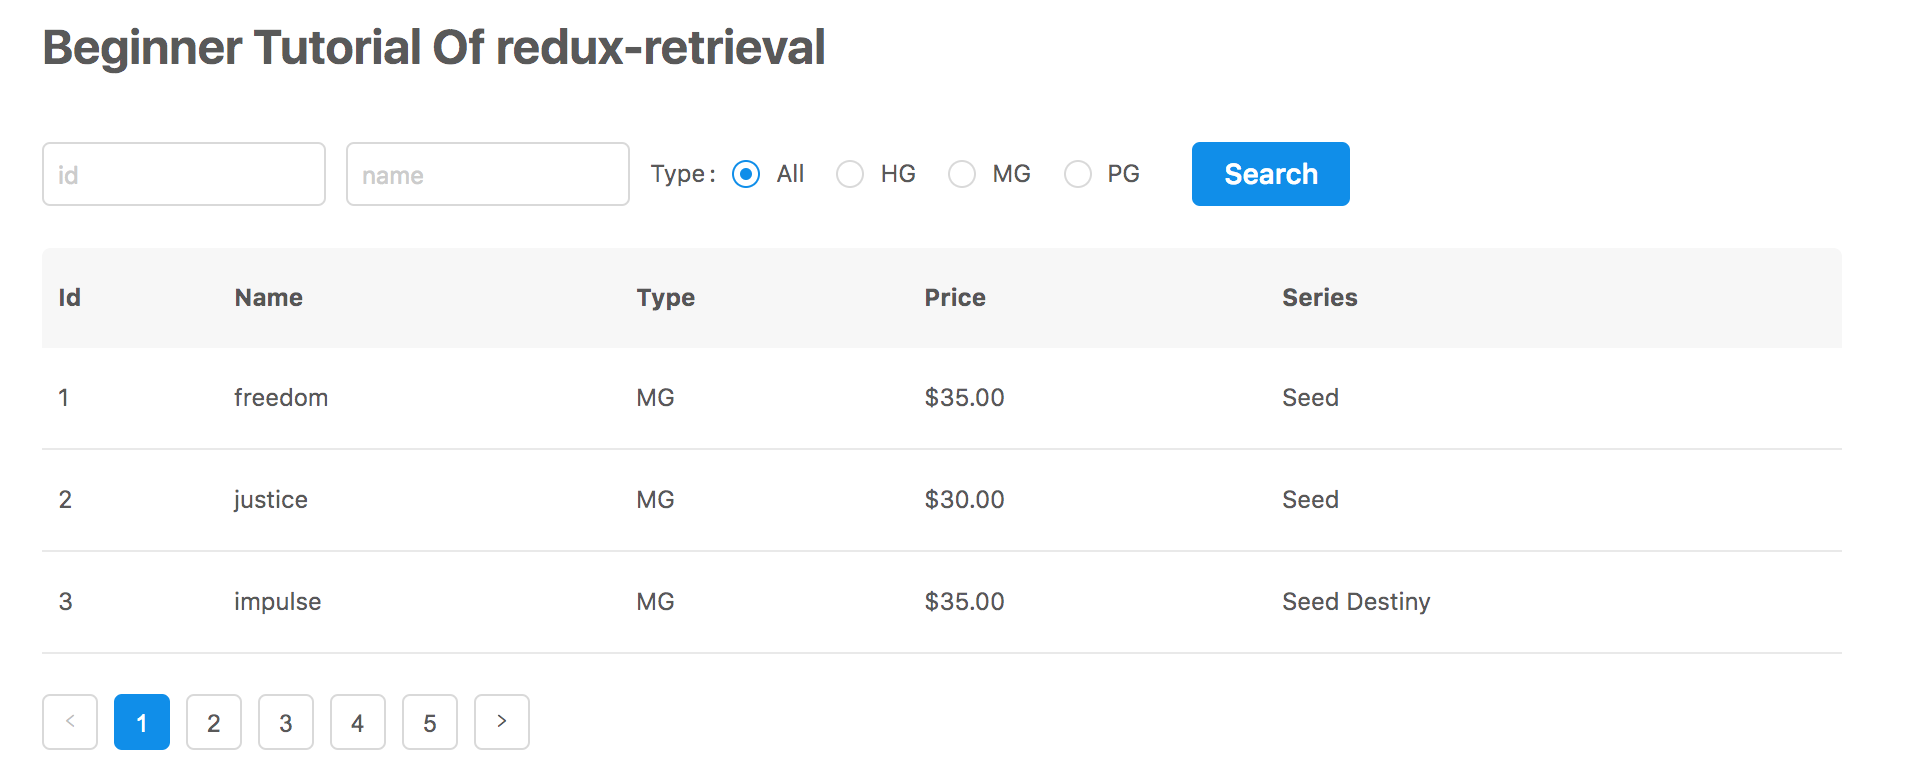 Beginner Tutorial Of redux-retrieval
id name Type: All HG MG PG Search
Id Name Type Price Series
1 freedom MG $35.00 Seed
2 justice MG $30.00 Seed
3 impulse MG $35.00 Seed Destiny
< 1 2 3 4 5 >